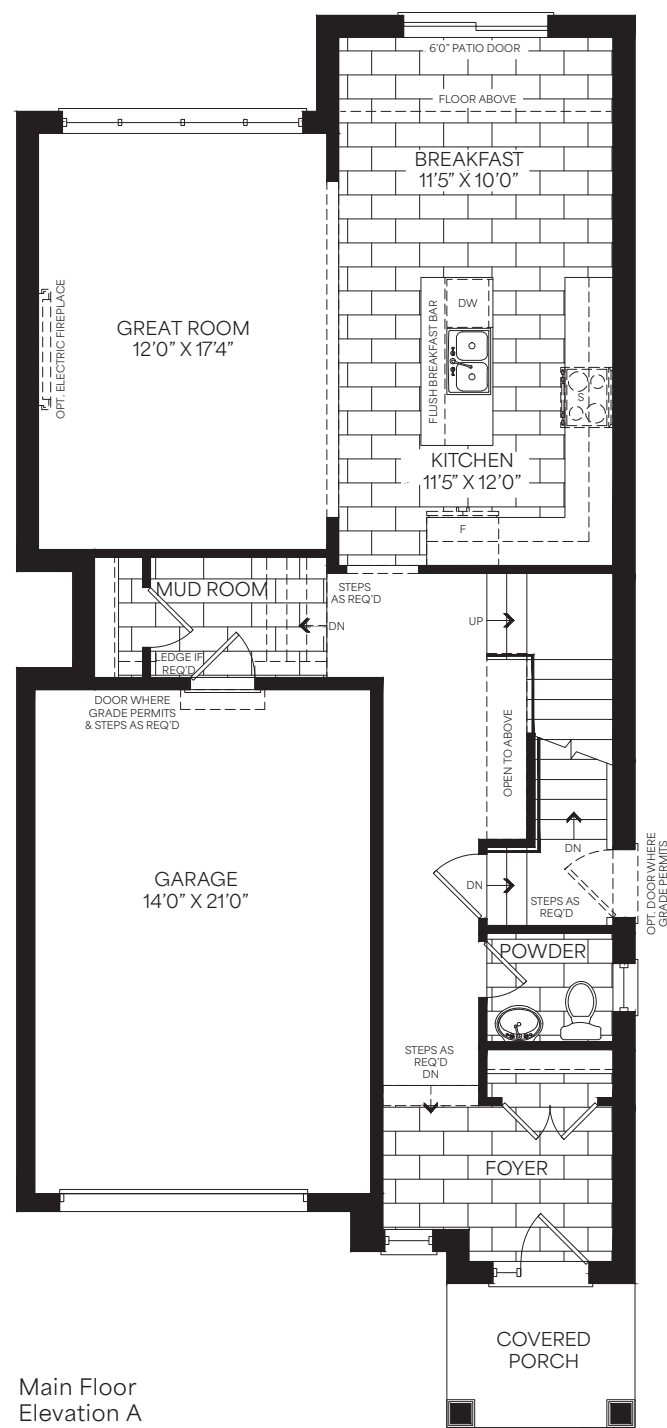 6'0" PATIO DOOR
FLOOR ABOVE
BREAKFAST
11'5" X 10'0"
GREAT ROOM
12'0" X 17'4"
OPT. ELECTRIC FIREPLACE
DW
FLUSH BREAKFAST BAR
S
KITCHEN
11'5" X 12'0"
F
MUD ROOM
STEPS
AS REQ'D
DN
UP
LEDGE IF
REQ'D
DOOR WHERE
GRADE PERMITS
& STEPS AS REQ'D
OPEN TO ABOVE
GARAGE
14'0" X 21'0"
DN
DN
STEPS AS
REQ'D
OPT. DOOR WHERE
GRADE PERMITS
POWDER
STEPS AS
REQ'D
DN
FOYER
COVERED
PORCH
Main Floor
Elevation A